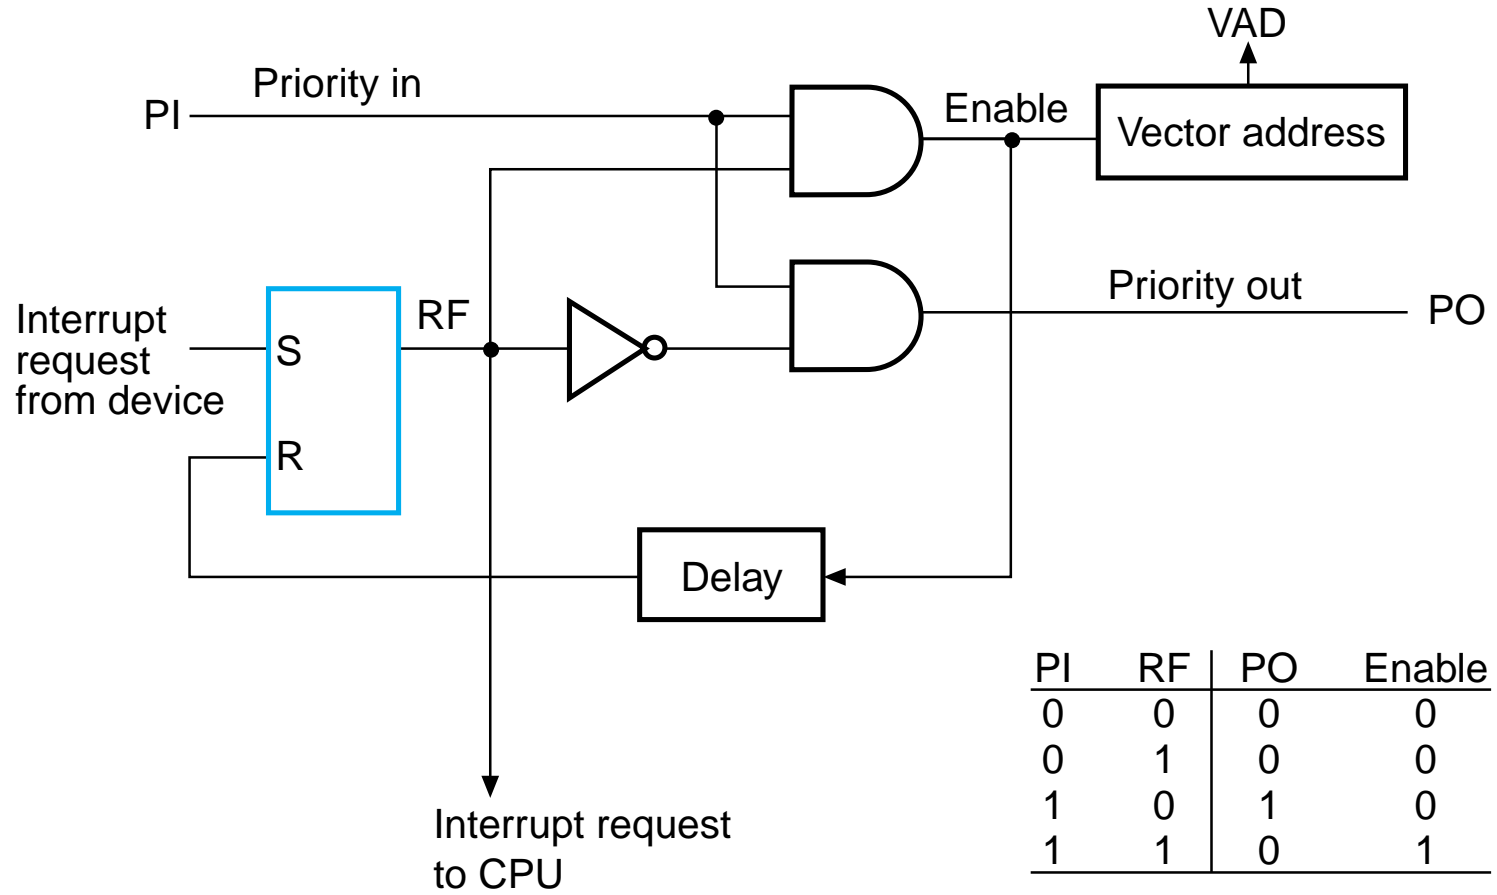 VAD
Priority in
PI
Enable
Vector address
Priority out
PO
Interrupt
request
from device
S
RF
R
Delay
Interrupt request
to CPU
PI RF PO Enable
0 0 0 0
0 1 0 0
1 0 1 0
1 1 0 1